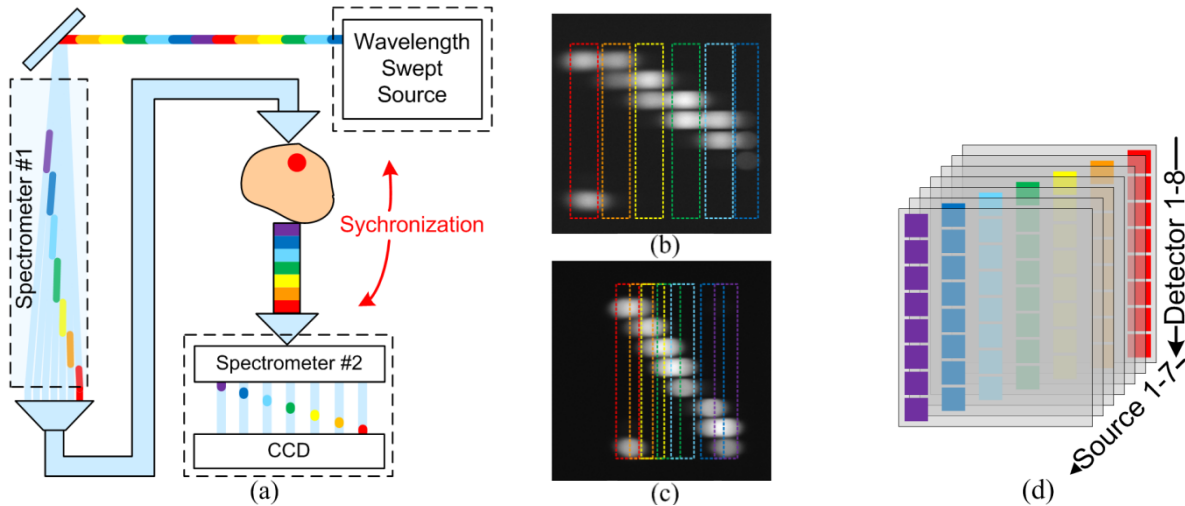 Wavelength
Swept
Source
Spectrometer #1
Sychronization
Spectrometer #2
CCD
(a)
(b)
(c)
Detector 1-8
Source 1-7
(d)